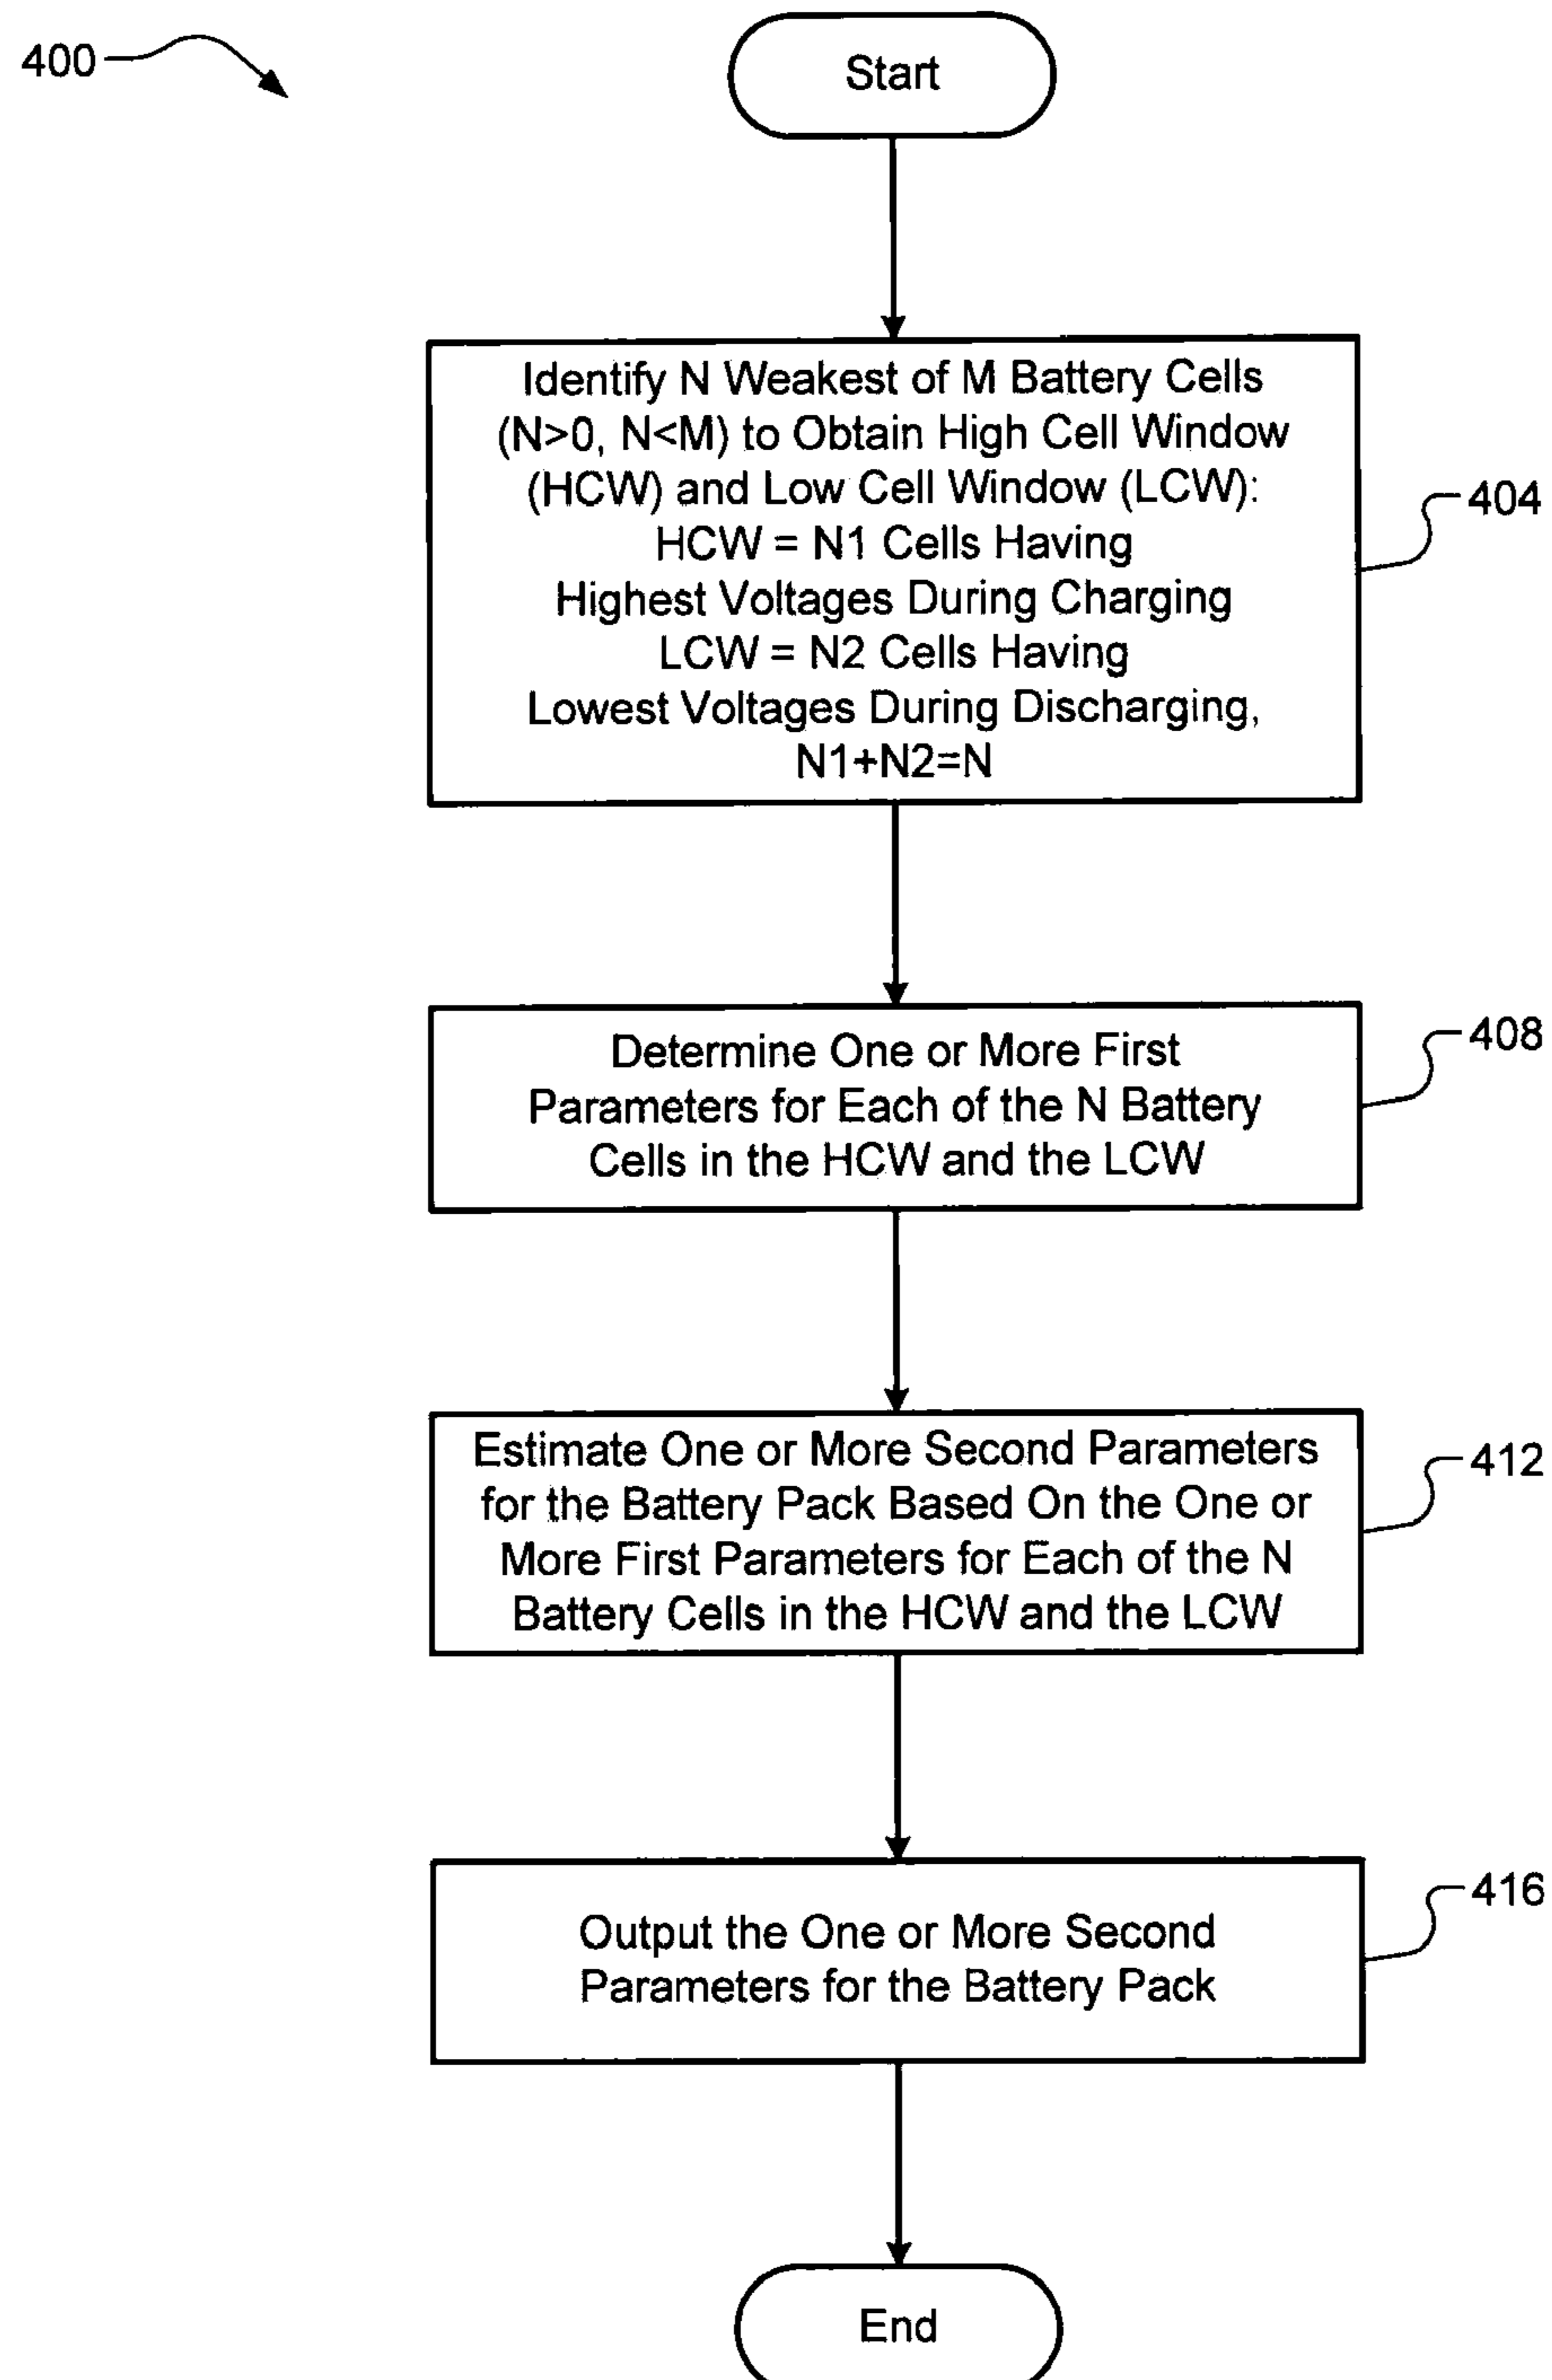 400
Start
Identify N Weakest of M Battery Cells
(N>0, N<M) to Obtain High Cell Window
(HCW) and Low Cell Window (LCW):
HCW = N1 Cells Having
Highest Voltages During Charging
LCW = N2 Cells Having
Lowest Voltages During Discharging,
N1+N2=N
404
Determine One or More First
Parameters for Each of the N Battery
Cells in the HCW and the LCW
408
Estimate One or More Second Parameters
for the Battery Pack Based On the One or
More First Parameters for Each of the N
Battery Cells in the HCW and the LCW
412
Output the One or More Second
Parameters for the Battery Pack
416
End